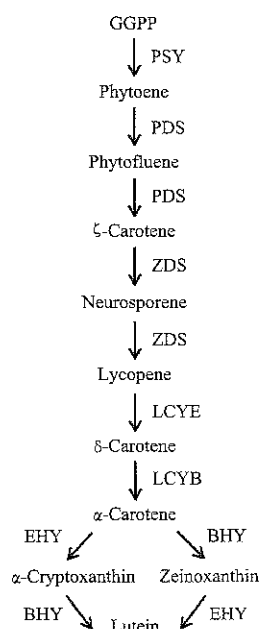 GGPP
PSY
Phytoene
PDS
Phytofluene
PDS
ζ-Carotene
ZDS
Neurosporene
ZDS
Lycopene
LCYE
δ-Carotene
LCYB
α-Carotene
EHY BHY
α-Cryptoxanthin Zeinoxanthin
BHY EHY
Lutein